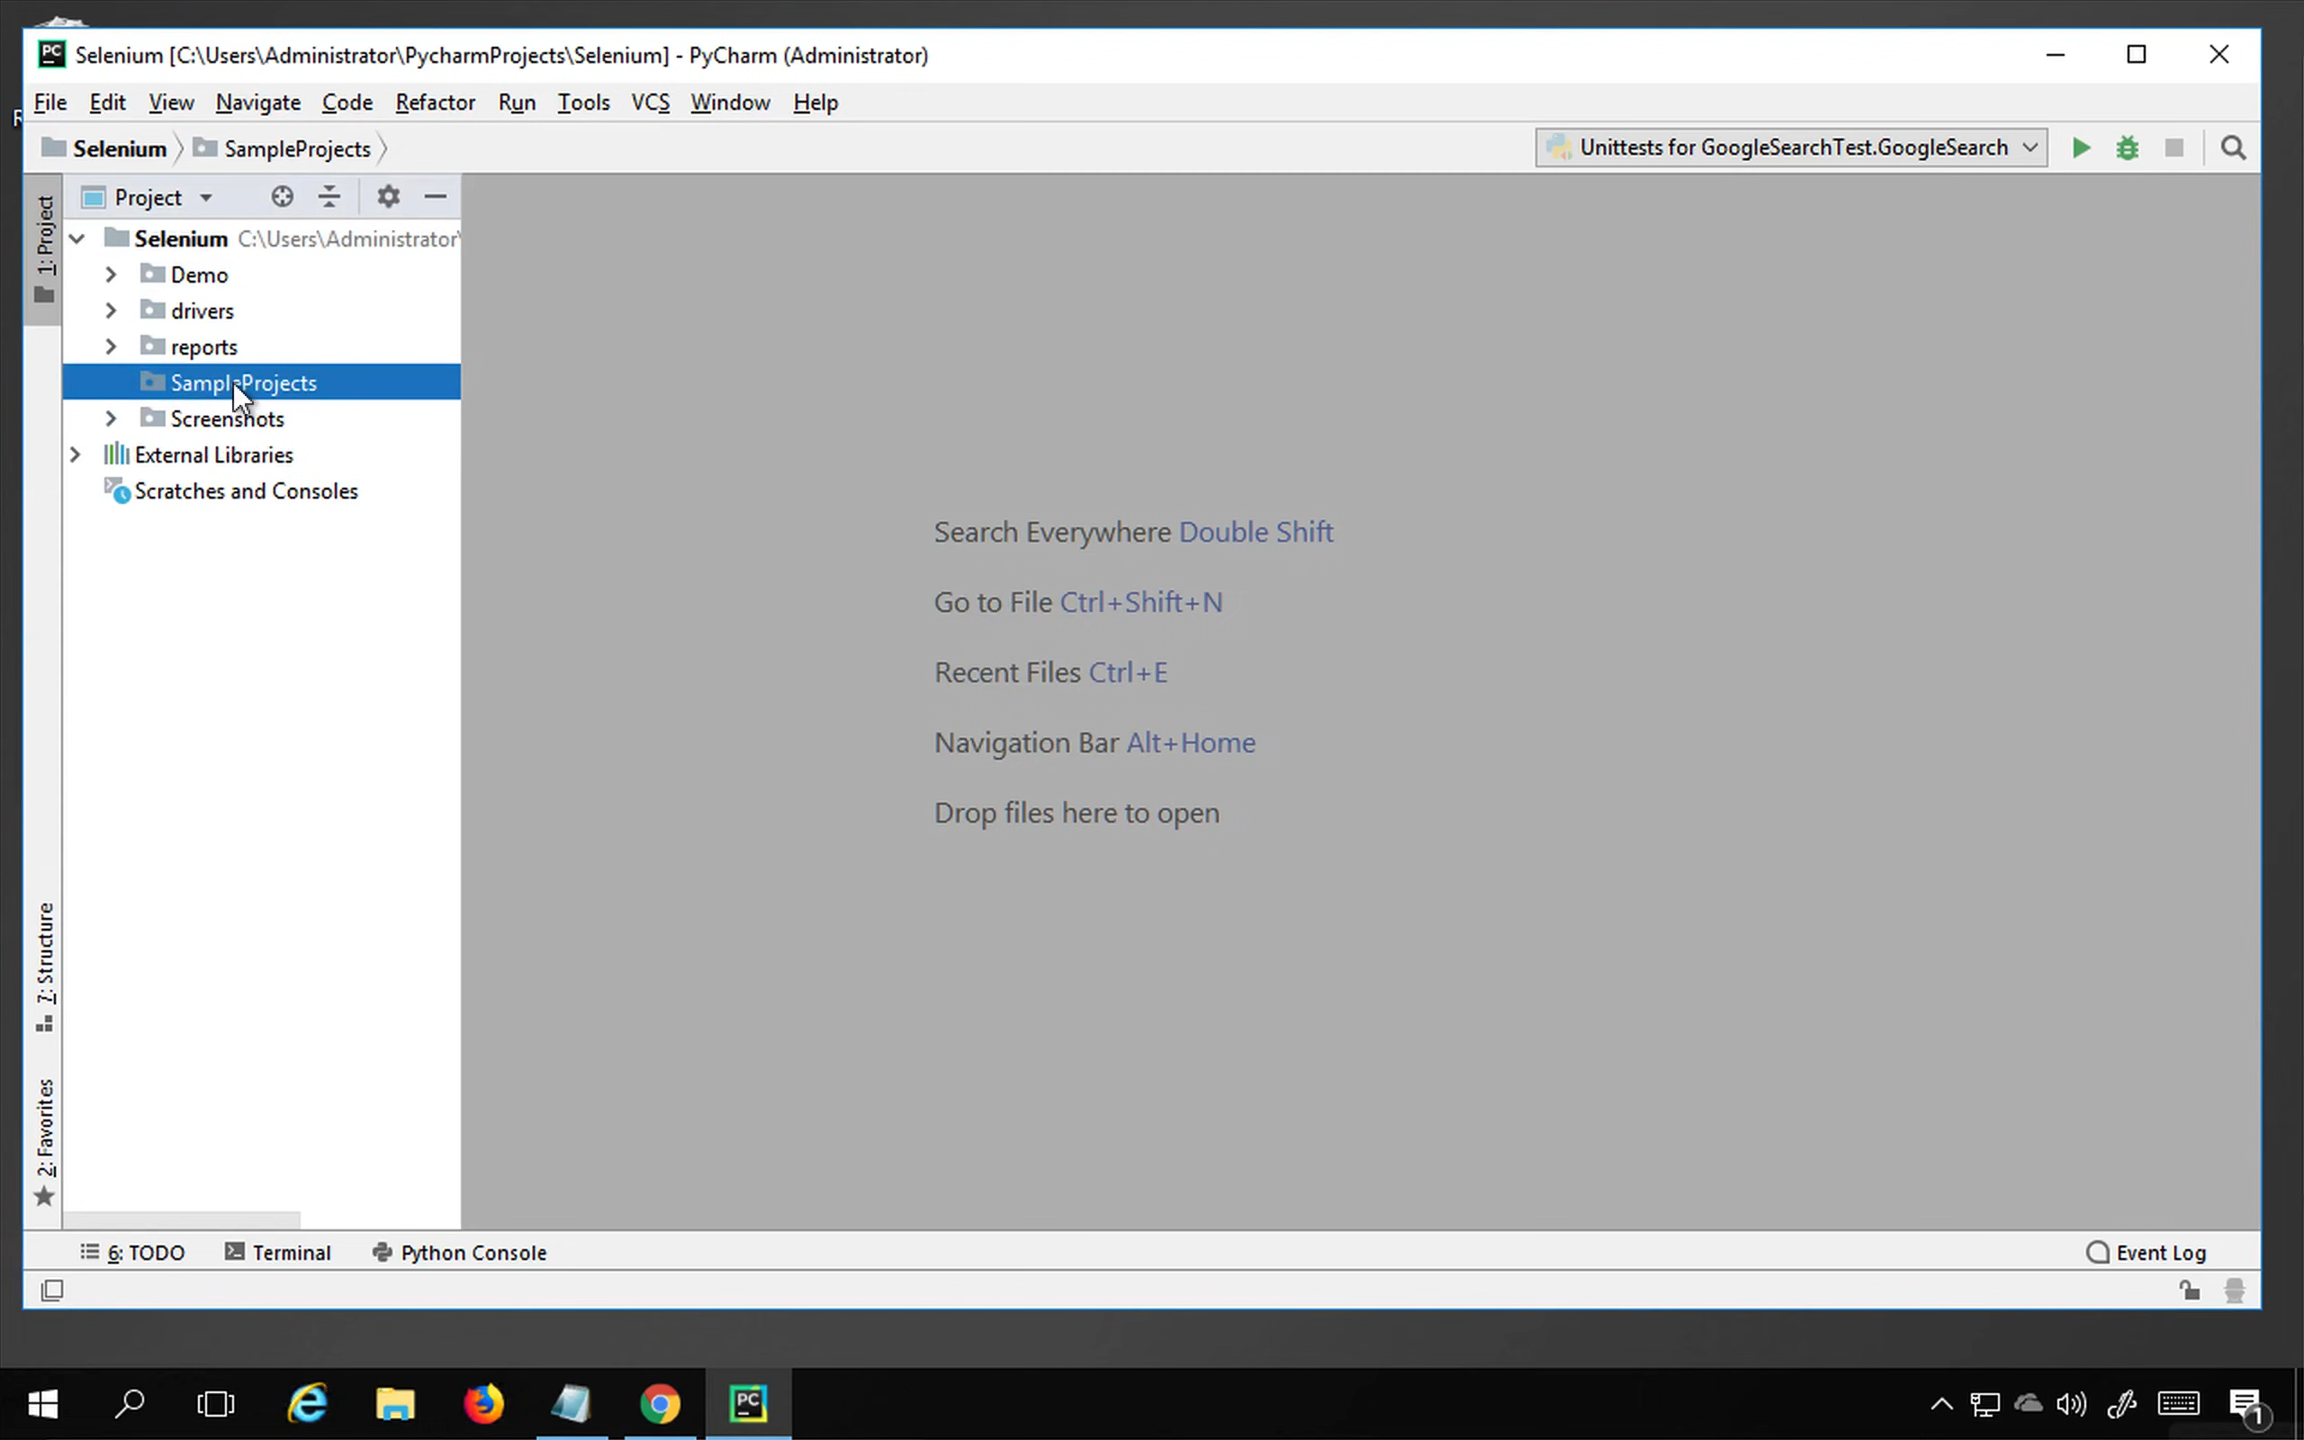 Selenium [C:\Users\Administrator\PycharmProjects\Selenium] - PyCharm (Administrator)
File Edit View Navigate Code Refactor Run Tools VCS Window Help
Selenium SampleProjects Unittests for GoogleSearchTest.GoogleSearch
1: Project
Project
Selenium C:\Users\Administrator\
Demo
drivers
reports
SampleProjects
Screenshots
External Libraries
Scratches and Consoles
Search Everywhere Double Shift
Go to File Ctrl+Shift+N
Recent Files Ctrl+E
Navigation Bar Alt+Home
Drop files here to open
7: Structure
2: Favorites
6: TODO Terminal Python Console Event Log
R
PC
1